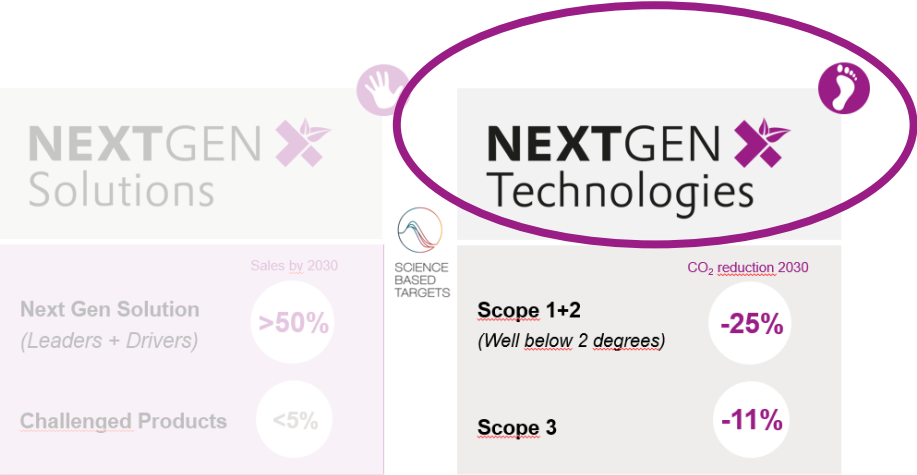 NEXTGEN
Solutions
Sales by 2030
Next Gen Solution
(Leaders + Drivers)
>50%
Challenged Products
<5%
SCIENCE
BASED
TARGETS
NEXTGEN
Technologies
CO₂ reduction 2030
Scope 1+2
(Well below 2 degrees)
-25%
Scope 3
-11%